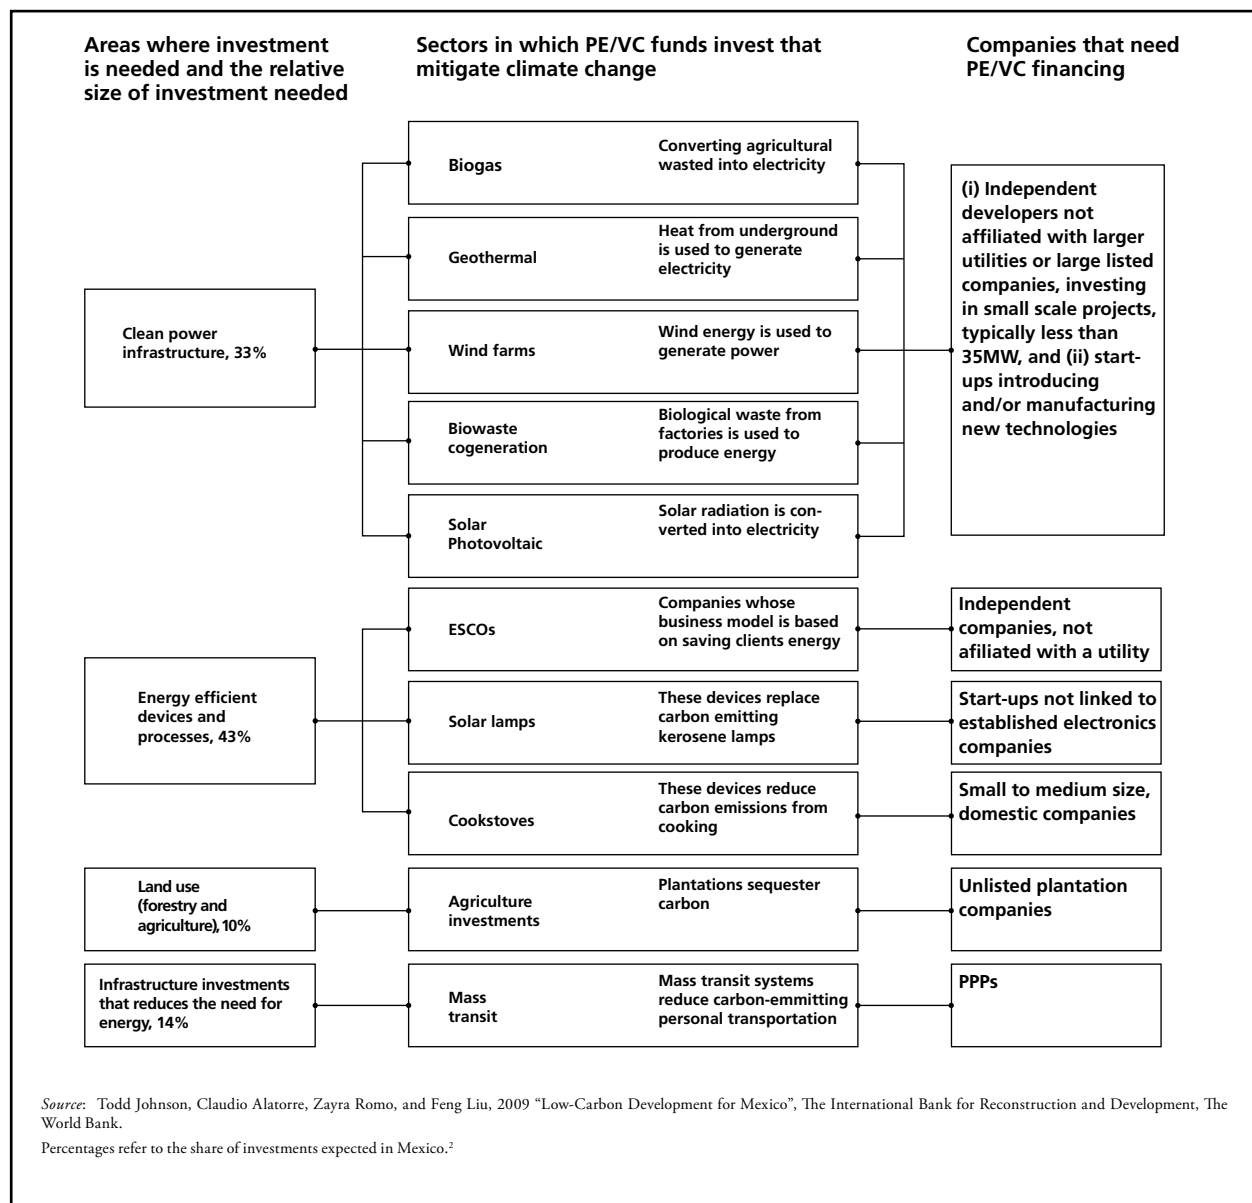 Areas where investment
is needed and the relative
size of investment needed
Sectors in which PE/VC funds invest that
mitigate climate change
Companies that need
PE/VC financing
Clean power
infrastructure, 33%
Biogas
Converting agricultural
wasted into electricity
Geothermal
Heat from underground
is used to generate
electricity
Wind farms
Wind energy is used to
generate power
Biowaste
cogeneration
Biological waste from
factories is used to
produce energy
Solar
Photovoltaic
Solar radiation is con-
verted into electricity
(i) Independent
developers not
affiliated with larger
utilities or large listed
companies, investing
in small scale projects,
typically less than
35MW, and (ii) start-
ups introducing
and/or manufacturing
new technologies
Energy efficient
devices and
processes, 43%
ESCOs
Companies whose
business model is based
on saving clients energy
Independent
companies, not
afiliated with a utility
Solar lamps
These devices replace
carbon emitting
kerosene lamps
Start-ups not linked to
established electronics
companies
Cookstoves
These devices reduce
carbon emissions from
cooking
Small to medium size,
domestic companies
Land use
(forestry and
agriculture), 10%
Agriculture
investments
Plantations sequester
carbon
Unlisted plantation
companies
Infrastructure investments
that reduces the need for
energy, 14%
Mass
transit
Mass transit systems
reduce carbon-emmitting
personal transportation
PPPs
Source: Todd Johnson, Claudio Alatorre, Zayra Romo, and Feng Liu, 2009 “Low-Carbon Development for Mexico”, The International Bank for Reconstruction and Development, The
World Bank.
Percentages refer to the share of investments expected in Mexico.²